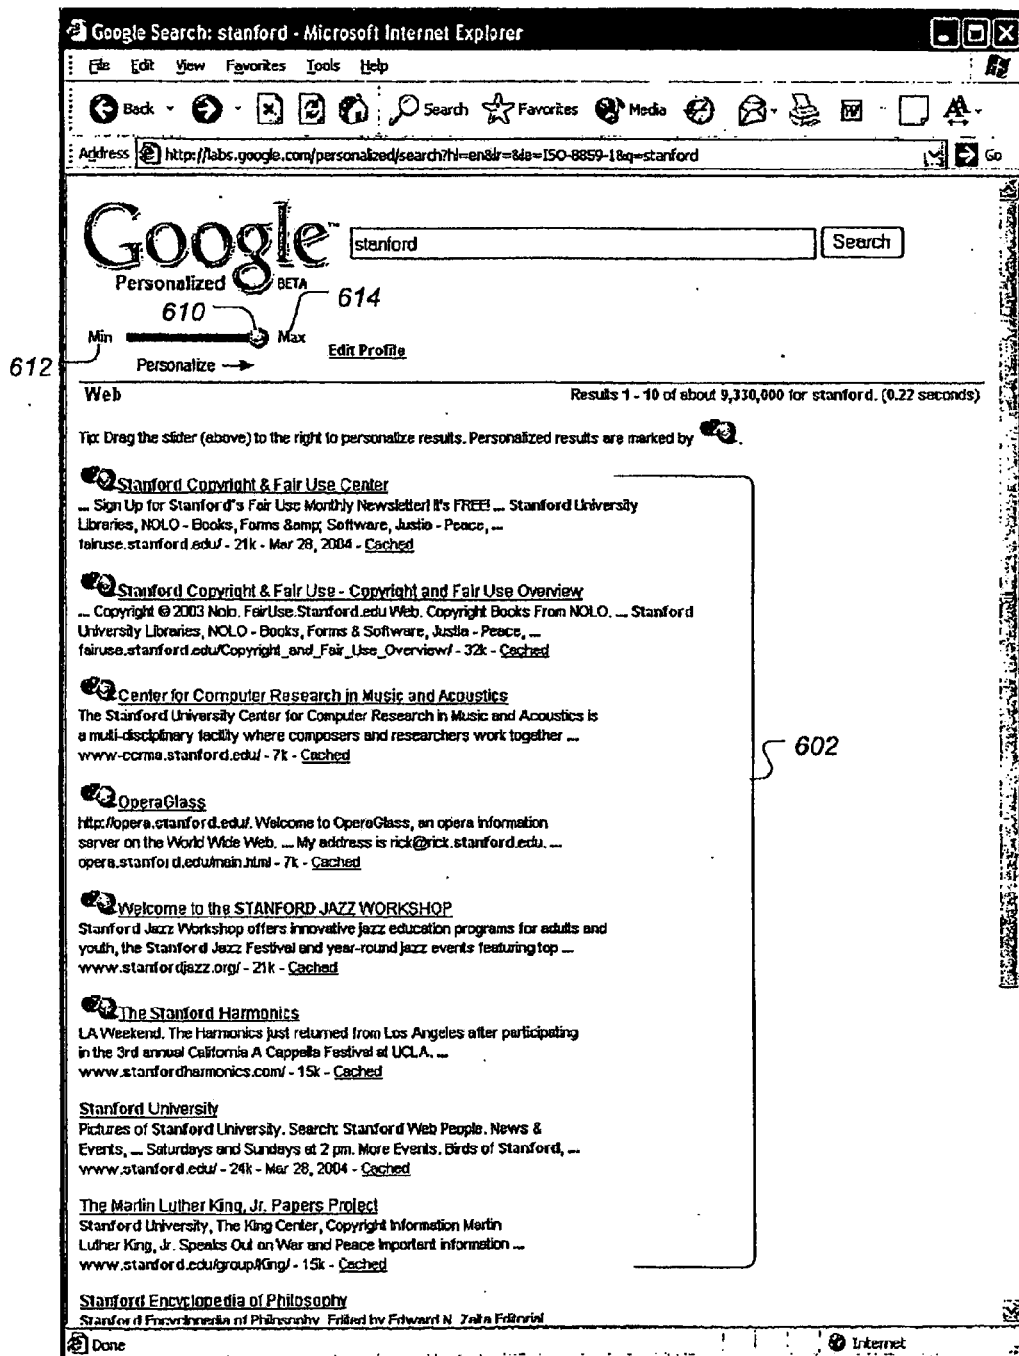 Google Search: stanford - Microsoft Internet Explorer
File Edit View Favorites Tools Help
Back Search Favorites Media
Address http://labs.google.com/personalized/search?hl=en&lr=&ie=ISO-8859-1&q=stanford Go
Google™ stanford Search
Personalized BETA
610 614
Min Max
Edit Profile
612
Personalize
Web Results 1 - 10 of about 9,330,000 for stanford. (0.22 seconds)
Tip: Drag the slider (above) to the right to personalize results. Personalized results are marked by .
Stanford Copyright & Fair Use Center
... Sign Up for Stanford's Fair Use Monthly Newsletter! It's FREE! ... Stanford University
Libraries, NOLO - Books, Forms &amp; Software, Justia - Peace, ...
fairuse.stanford.edu/ - 21k - Mar 28, 2004 - Cached
Stanford Copyright & Fair Use - Copyright and Fair Use Overview
... Copyright © 2003 Nolo. FairUse.Stanford.edu Web. Copyright Books From NOLO. ... Stanford
University Libraries, NOLO - Books, Forms & Software, Justia - Peace, ...
fairuse.stanford.edu/Copyright_and_Fair_Use_Overview/ - 32k - Cached
Center for Computer Research in Music and Acoustics
The Stanford University Center for Computer Research in Music and Acoustics is
a multi-disciplinary facility where composers and researchers work together ...
www-ccrma.stanford.edu/ - 7k - Cached
602
OperaGlass
http://opera.stanford.edu/. Welcome to OperaGlass, an opera information
server on the World Wide Web. ... My address is rick@rick.stanford.edu. ...
opera.stanford.edu/main.html - 7k - Cached
Welcome to the STANFORD JAZZ WORKSHOP
Stanford Jazz Workshop offers innovative jazz education programs for adults and
youth, the Stanford Jazz Festival and year-round jazz events featuring top ...
www.stanfordjazz.org/ - 21k - Cached
The Stanford Harmonics
LA Weekend. The Harmonics just returned from Los Angeles after participating
in the 3rd annual California A Cappella Festival at UCLA. ...
www.stanfordharmonics.com/ - 15k - Cached
Stanford University
Pictures of Stanford University. Search: Stanford Web People. News &
Events, ... Saturdays and Sundays at 2 pm. More Events. Birds of Stanford, ...
www.stanford.edu/ - 24k - Mar 28, 2004 - Cached
The Martin Luther King, Jr. Papers Project
Stanford University, The King Center, Copyright Information Martin
Luther King, Jr. Speaks Out on War and Peace Important information ...
www.stanford.edu/group/King/ - 15k - Cached
Stanford Encyclopedia of Philosophy
Stanford Encyclopedia of Philosophy Edited by Edward N. Zalta Editorial
Done Internet